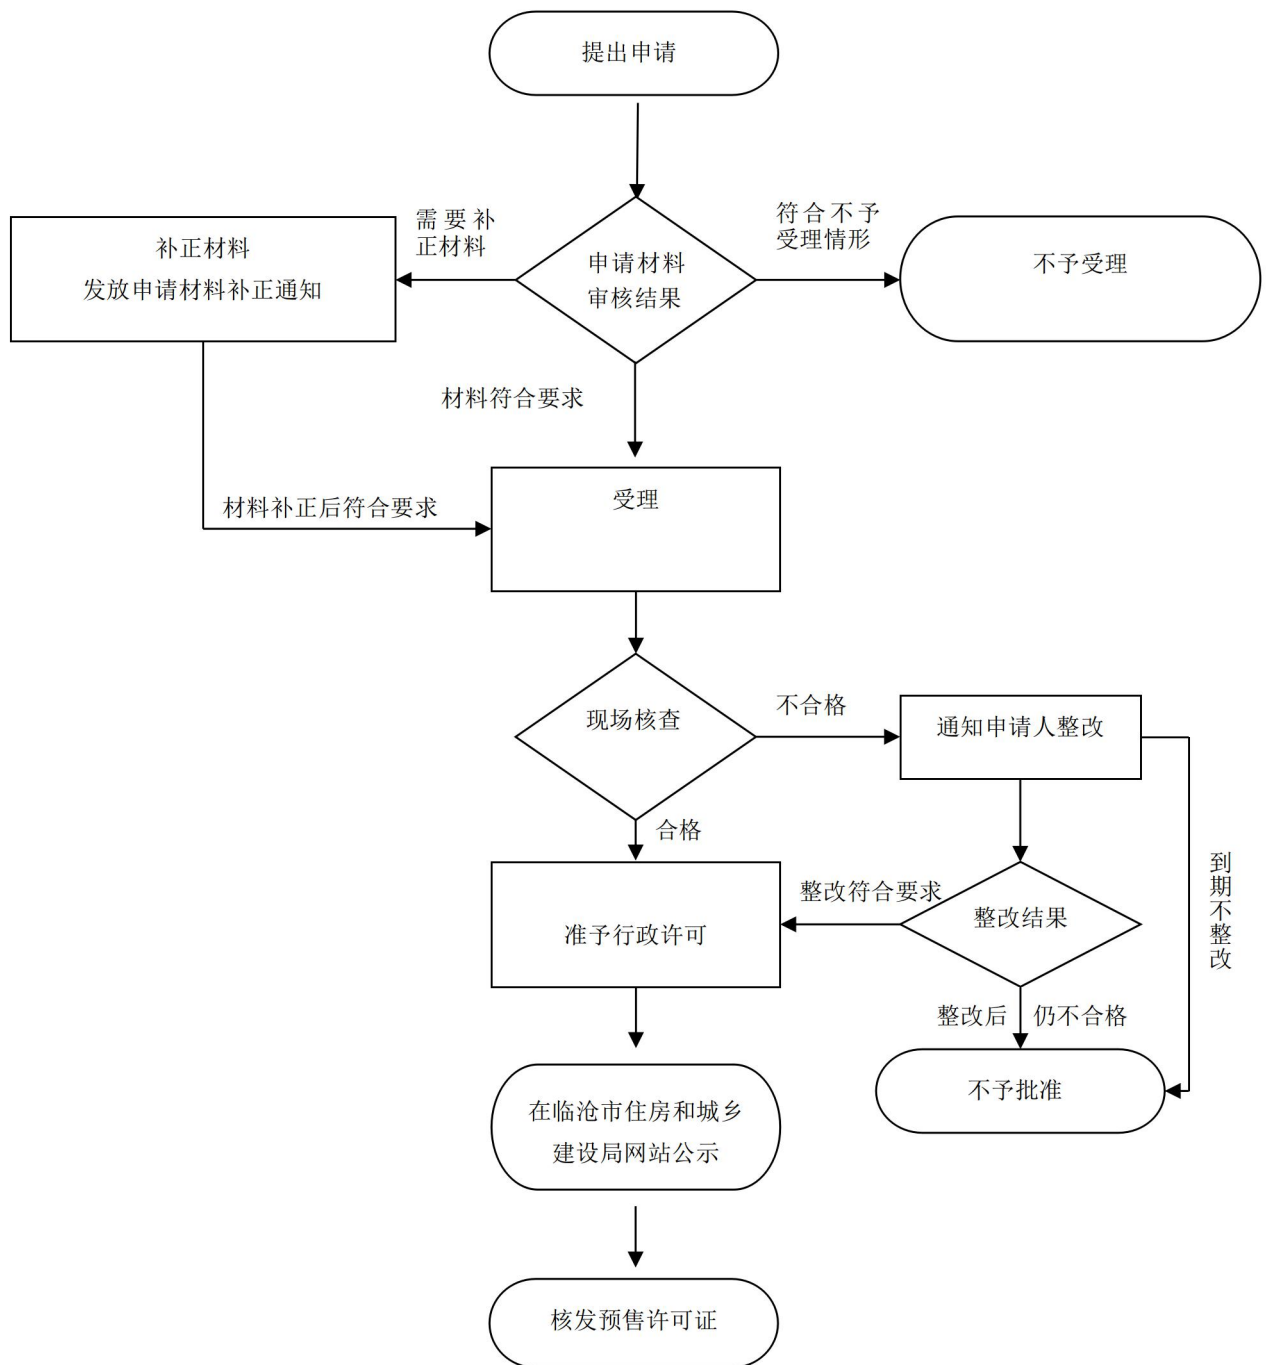 提出申请
需要补
正材料
符合不予
受理情形
补正材料
发放申请材料补正通知
申请材料
审核结果
不予受理
材料符合要求
受理
材料补正后符合要求
现场核查
不合格
通知申请人整改
合格
到期不整改
整改符合要求
整改结果
准予行政许可
整改后 仍不合格
不予批准
在临沧市住房和城乡
建设局网站公示
核发预售许可证